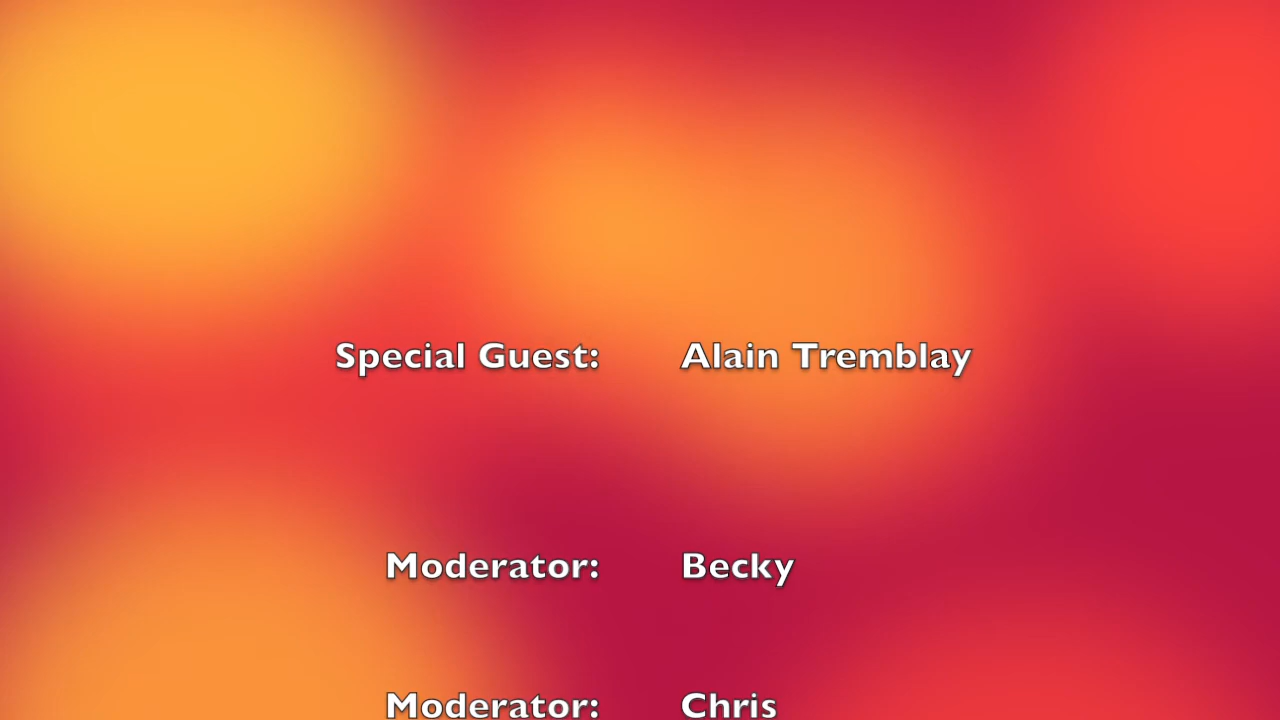 Special Guest: Alain Tremblay
Moderator: Becky
Moderator: Chris